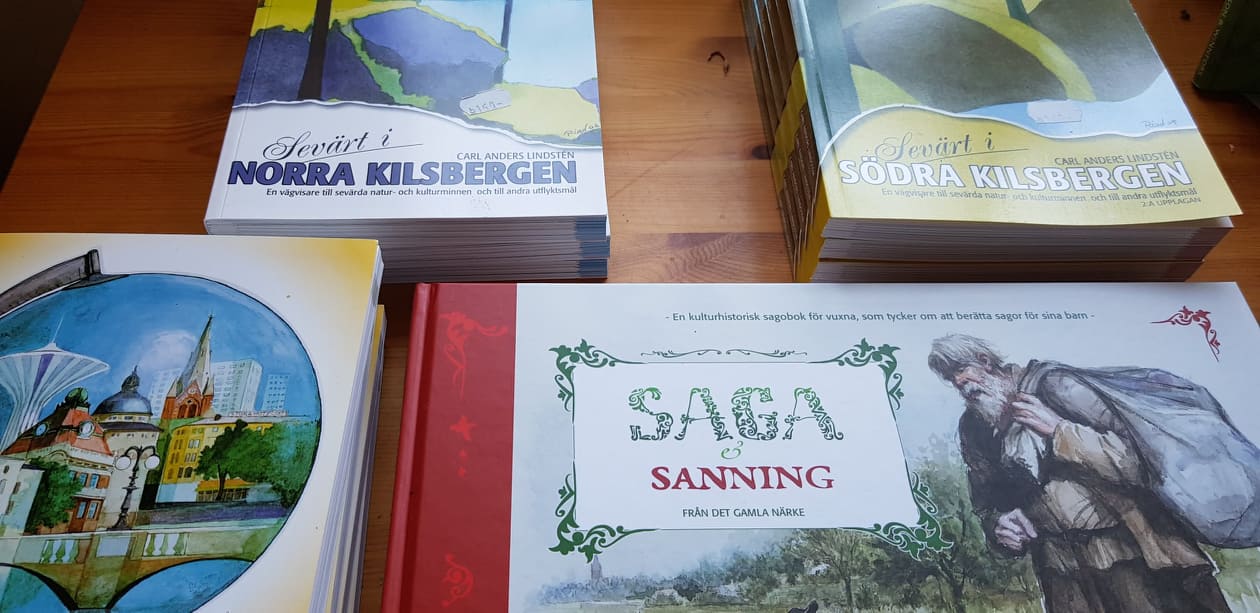 Sevärt i
CARL ANDERS LINDSTÉN
NORRA KILSBERGEN
En vägvisare till sevärda natur- och kulturminnen och till andra utflyktsmål
Sevärt i
CARL ANDERS LINDSTÉN
SÖDRA KILSBERGEN
En vägvisare till sevärda natur- och kulturminnen och till andra utflyktsmål
2:A UPPLAGAN
- En kulturhistorisk sagobok för vuxna, som tycker om att berätta sagor för sina barn -
SAGA
&
SANNING
FRÅN DET GAMLA NÄRKE